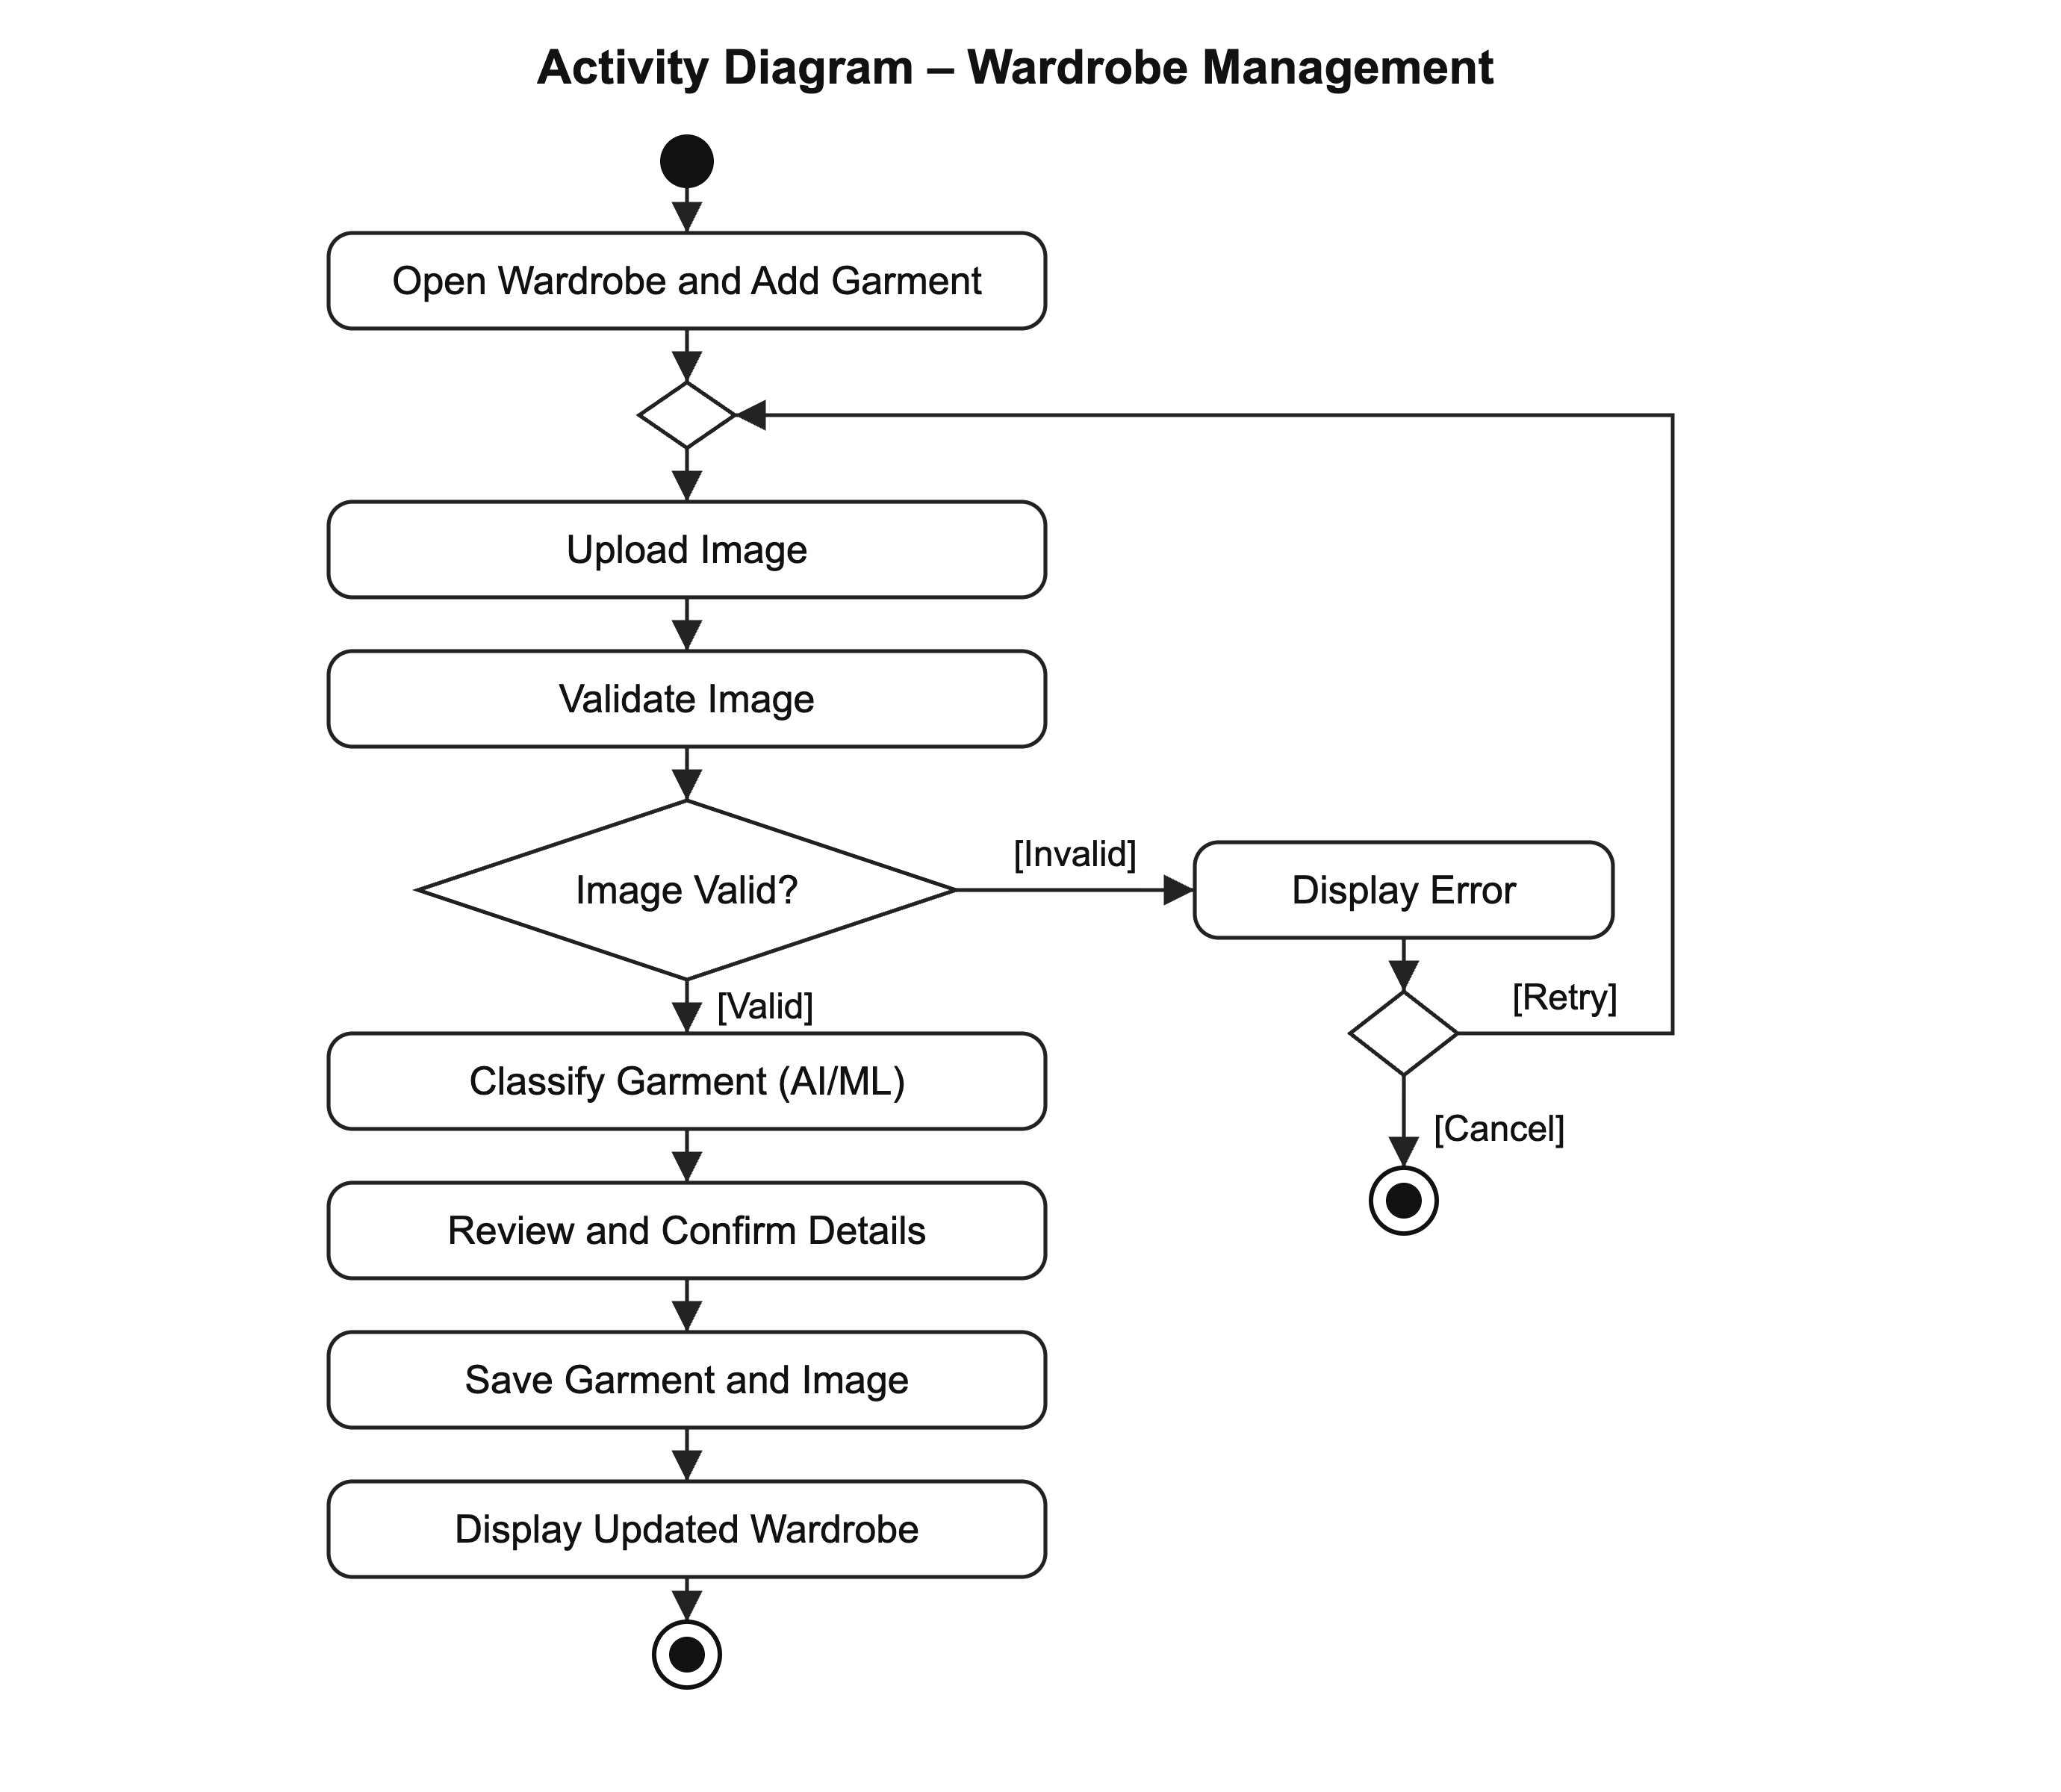 Activity Diagram – Wardrobe Management
Open Wardrobe and Add Garment
Upload Image
Validate Image
Image Valid?
[Invalid]
Display Error
[Retry]
[Cancel]
[Valid]
Classify Garment (AI/ML)
Review and Confirm Details
Save Garment and Image
Display Updated Wardrobe